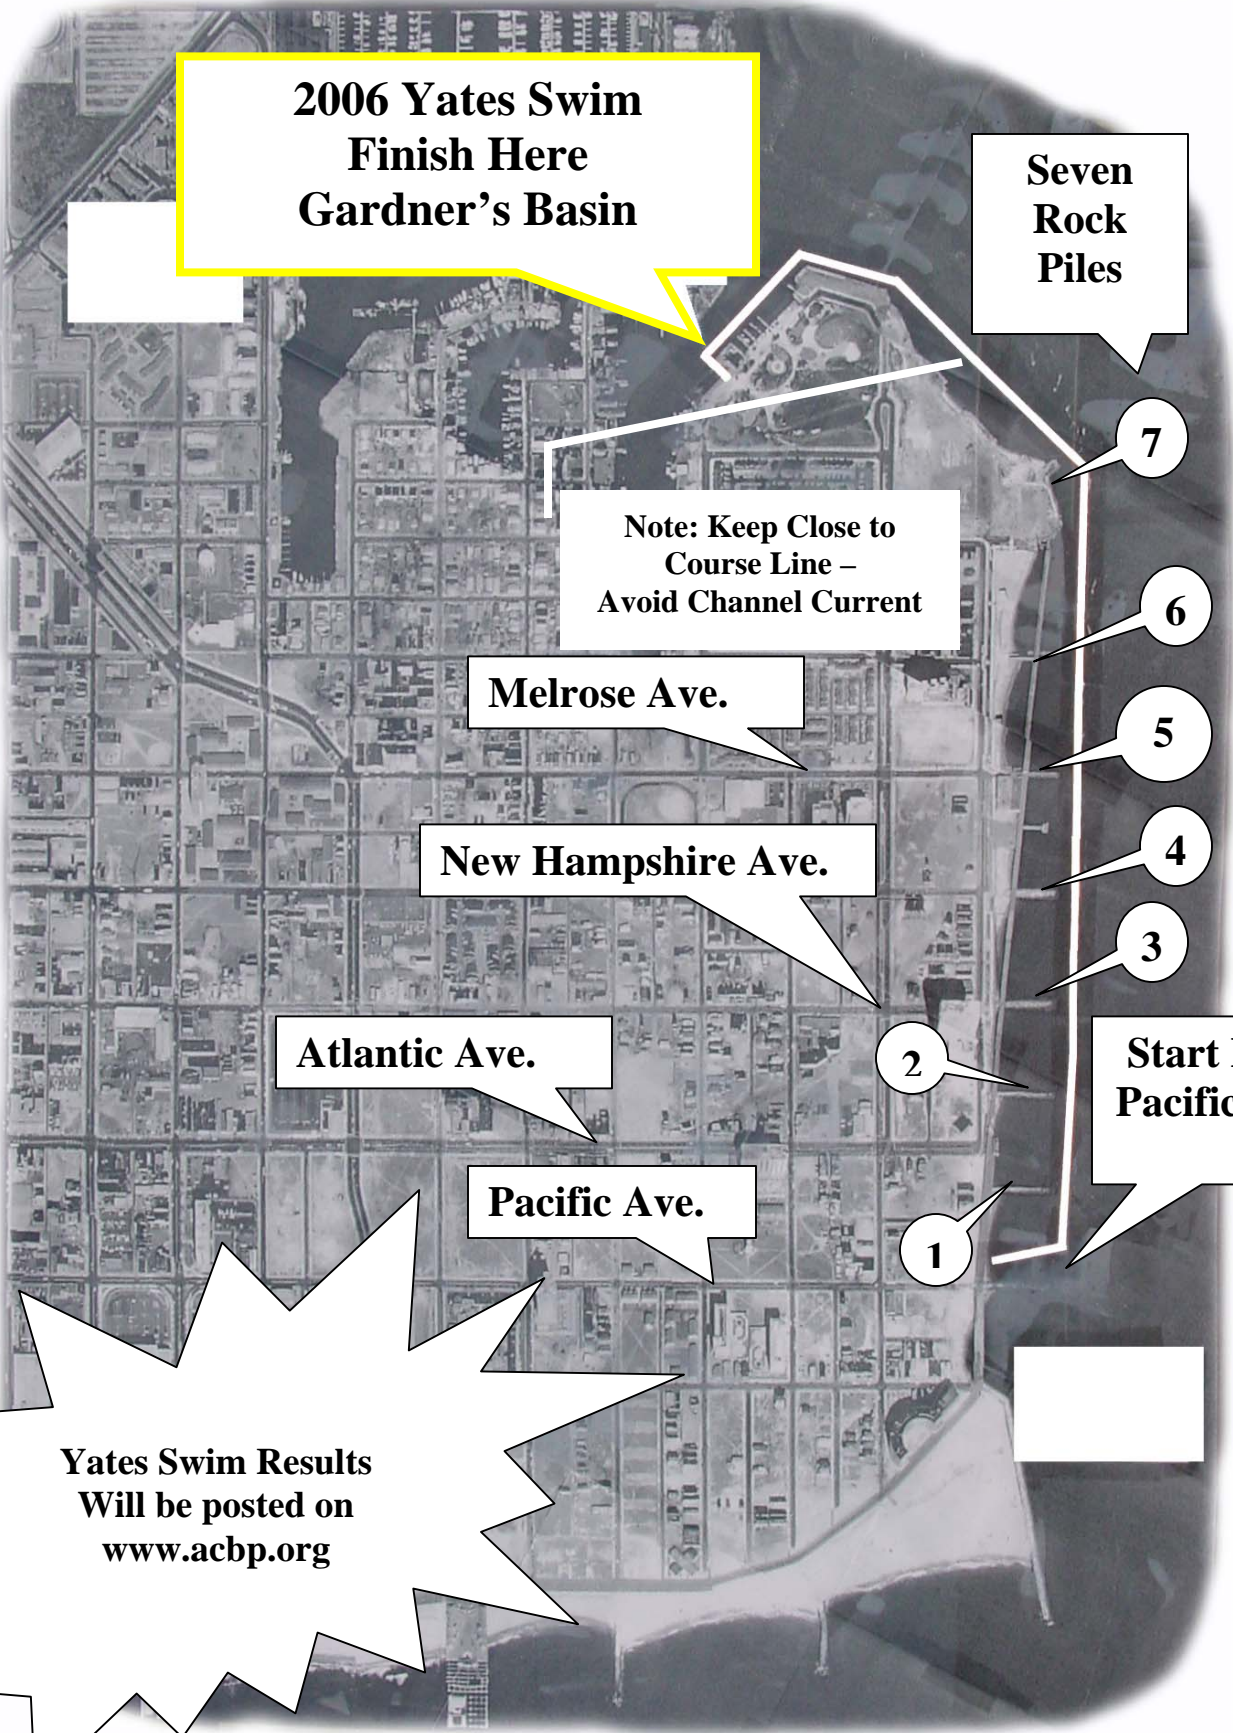 2006 Yates Swim
Finish Here
Gardner’s Basin
Seven
Rock
Piles
7
Note: Keep Close to
Course Line –
Avoid Channel Current
6
Melrose Ave.
5
New Hampshire Ave.
4
3
Atlantic Ave.
2
Start
Pacific
Pacific Ave.
1
Yates Swim Results
Will be posted on
www.acbp.org